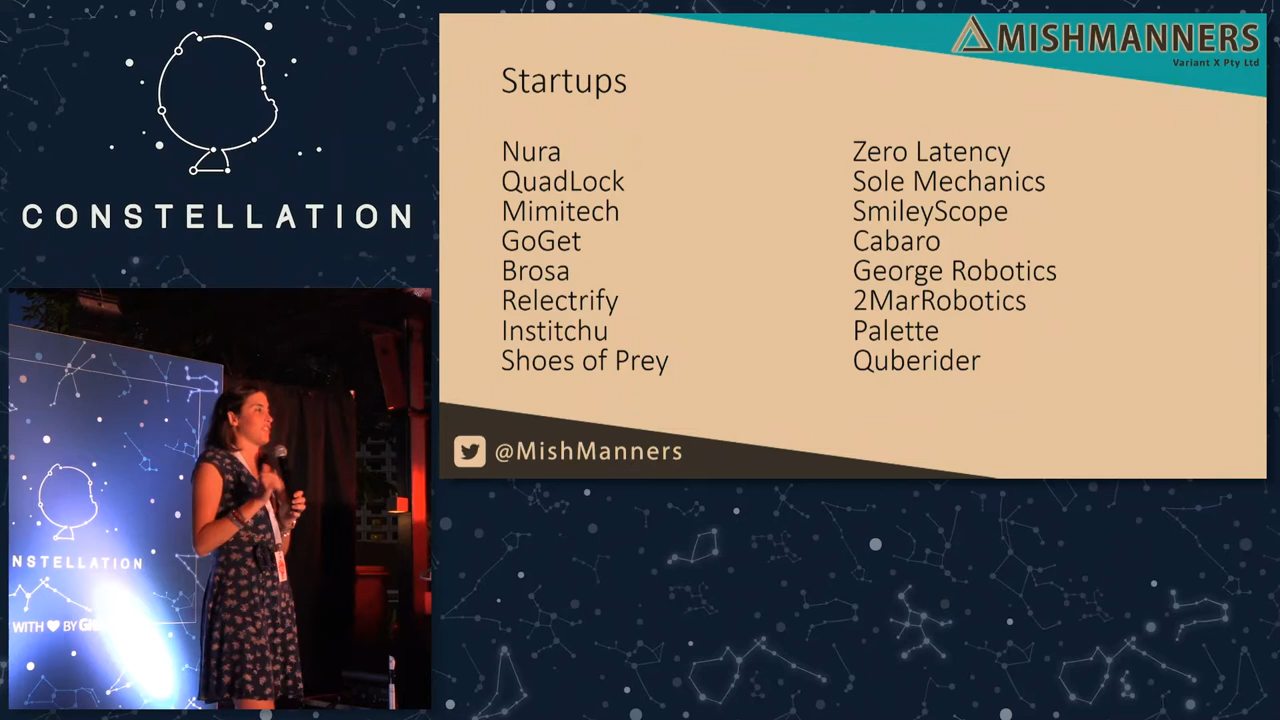 CONSTELLATION
MISHMANNERS
Variant X Pty Ltd
Startups
Nura
QuadLock
Mimitech
GoGet
Brosa
Relectrify
Institchu
Shoes of Prey
Zero Latency
Sole Mechanics
SmileyScope
Cabaro
George Robotics
2MarRobotics
Palette
Quberider
@MishManners
NSTELLATION
WITH BY